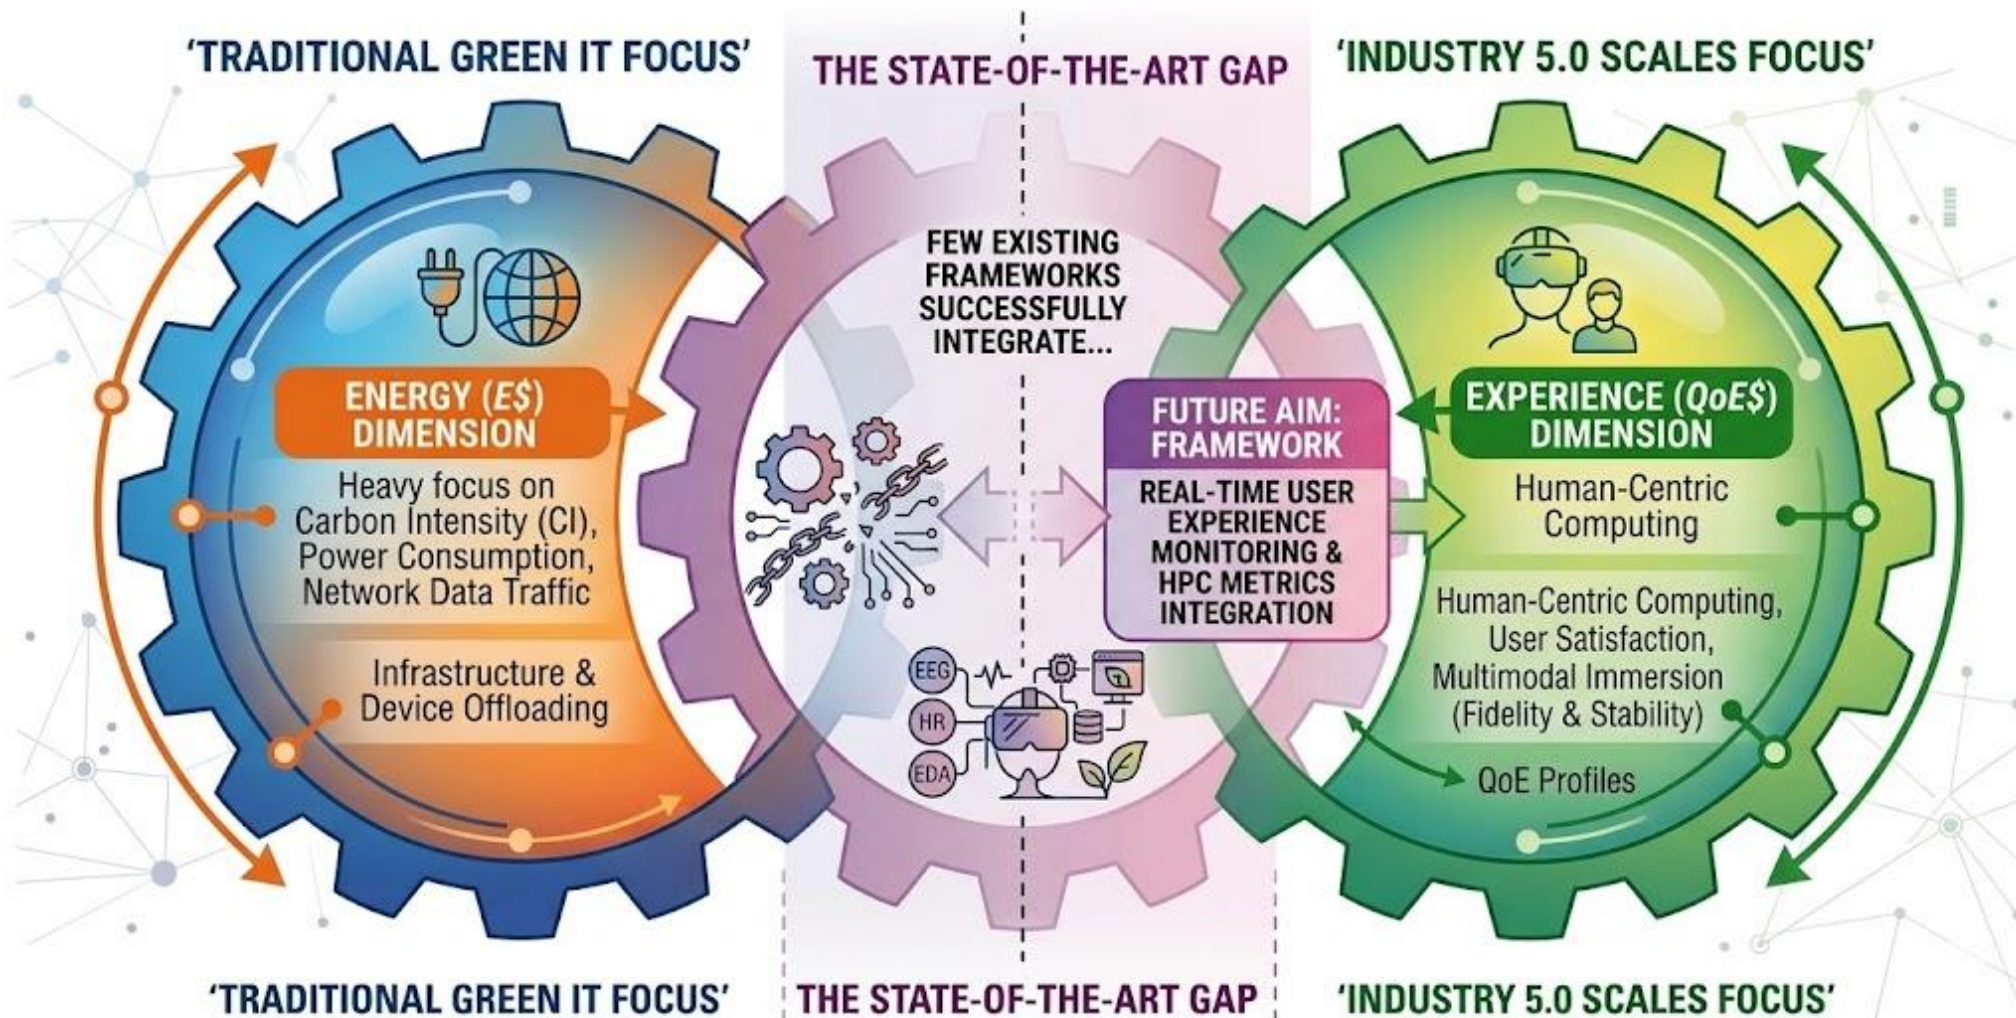 'TRADITIONAL GREEN IT FOCUS'
THE STATE-OF-THE-ART GAP
'INDUSTRY 5.0 SCALES FOCUS'
ENERGY (E$)
DIMENSION
Heavy focus on
Carbon Intensity (CI),
Power Consumption,
Network Data Traffic
Infrastructure &
Device Offloading
FEW EXISTING
FRAMEWORKS
SUCCESSFULLY
INTEGRATE...
FUTURE AIM:
FRAMEWORK
REAL-TIME USER
EXPERIENCE
MONITORING &
HPC METRICS
INTEGRATION
EEG
HR
EDA
EXPERIENCE (QoE$)
DIMENSION
Human-Centric
Computing
Human-Centric Computing,
User Satisfaction,
Multimodal Immersion
(Fidelity & Stability)
QoE Profiles
'TRADITIONAL GREEN IT FOCUS'
THE STATE-OF-THE-ART GAP
'INDUSTRY 5.0 SCALES FOCUS'